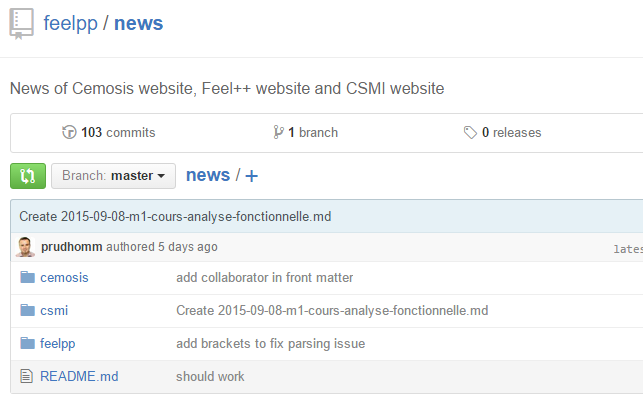 feelpp / news
News of Cemosis website, Feel++ website and CSMI website
103 commits 1 branch 0 releases
Branch: master news / +
Create 2015-09-08-m1-cours-analyse-fonctionnelle.md
prudhomm authored 5 days ago lates
cemosis add collaborator in front matter
csmi Create 2015-09-08-m1-cours-analyse-fonctionnelle.md
feelpp add brackets to fix parsing issue
README.md should work